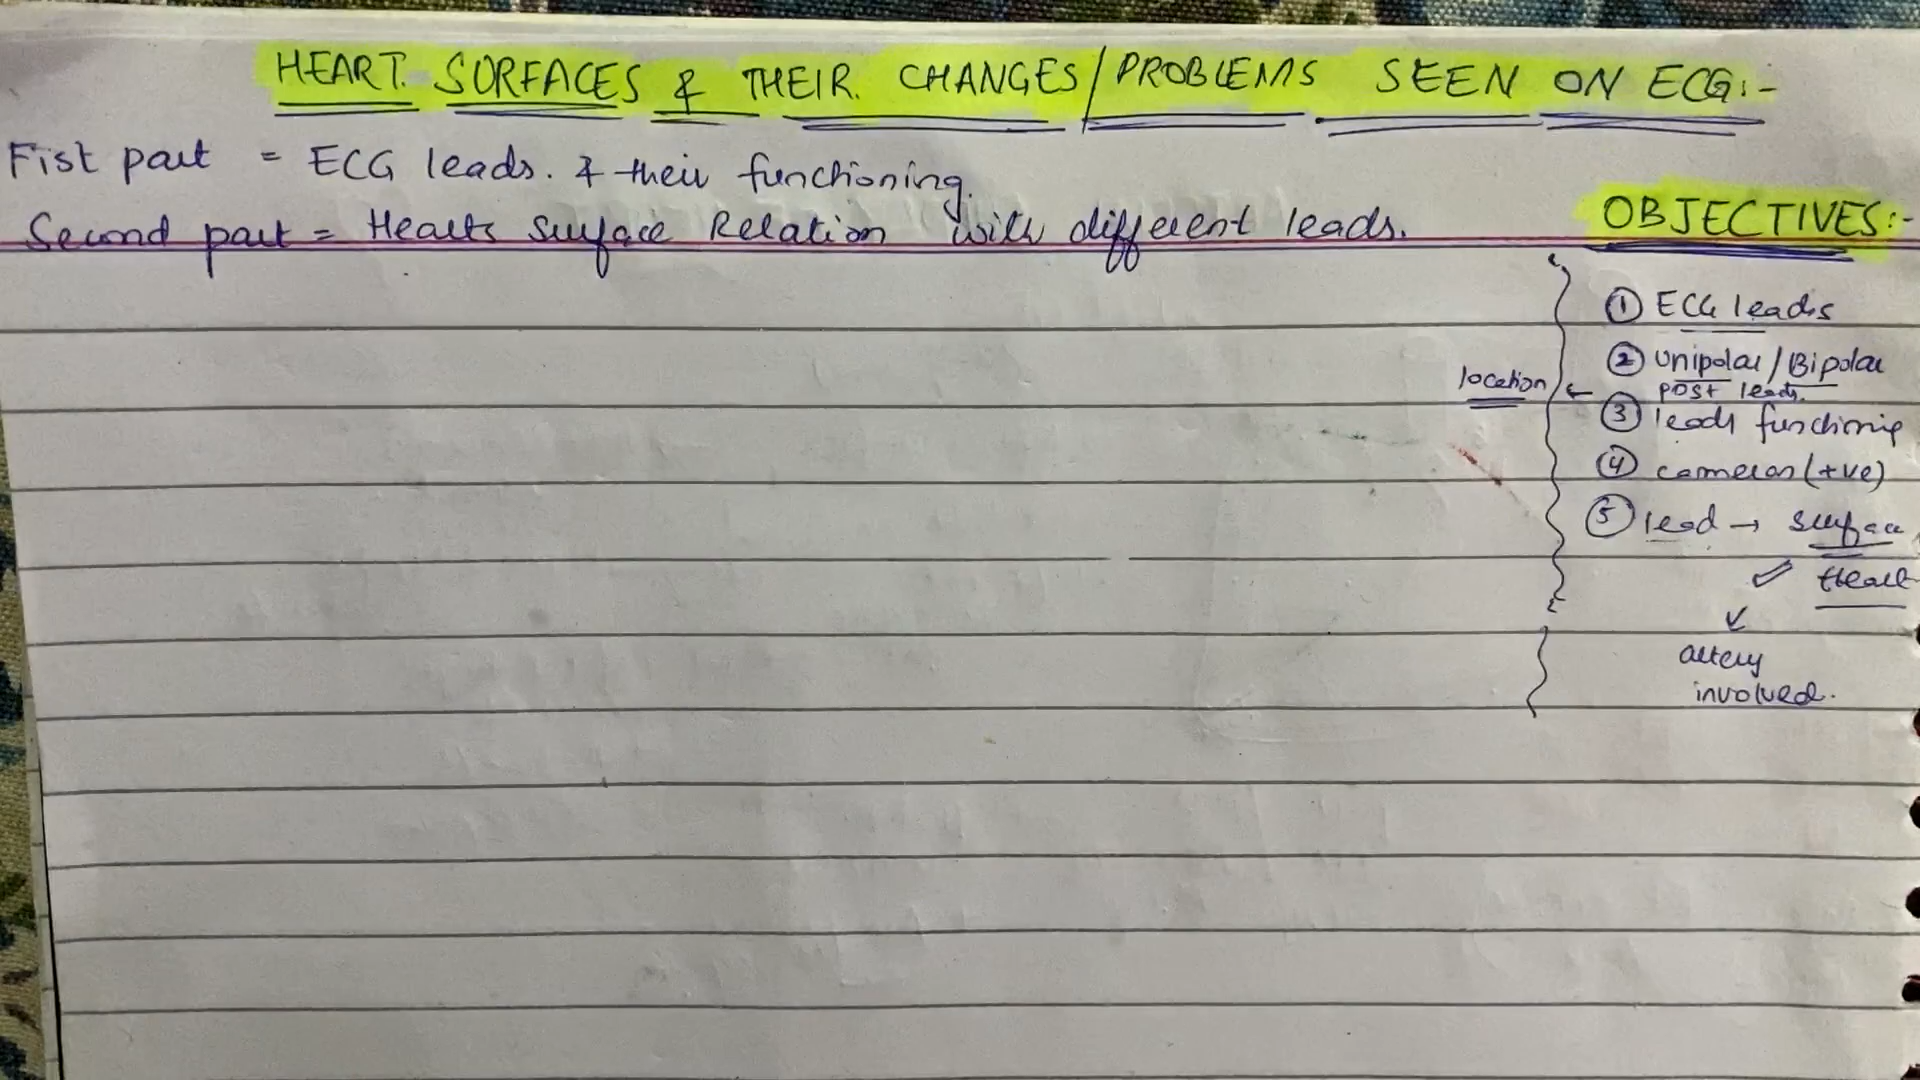 HEART SURFACES & THEIR CHANGES/PROBLEMS SEEN ON ECG:-
Fist part = ECG leads. & their functioning.
Second part = Hearts Surface Relation with different leads.
OBJECTIVES:-
① ECG leads
② Unipolar/Bipolar
location ← post leads.
③ leads functioning
④ cameras (+ve)
⑤ lead → surface
Heart
↓
artery
involved.